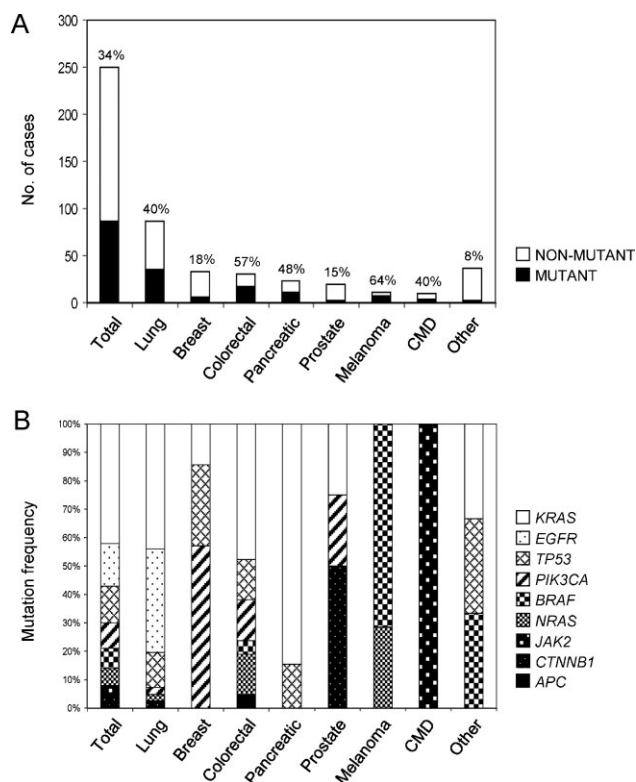 A
No. of cases
300
250
200
150
100
50
0
34%
40%
18%
57%
48%
15%
64%
40%
8%
Total
Lung
Breast
Colorectal
Pancreatic
Prostate
Melanoma
CMD
Other
NON-MUTANT
MUTANT
B
Mutation frequency
100%
90%
80%
70%
60%
50%
40%
30%
20%
10%
0%
Total
Lung
Breast
Colorectal
Pancreatic
Prostate
Melanoma
CMD
Other
KRAS
EGFR
TP53
PIK3CA
BRAF
NRAS
JAK2
CTNNB1
APC